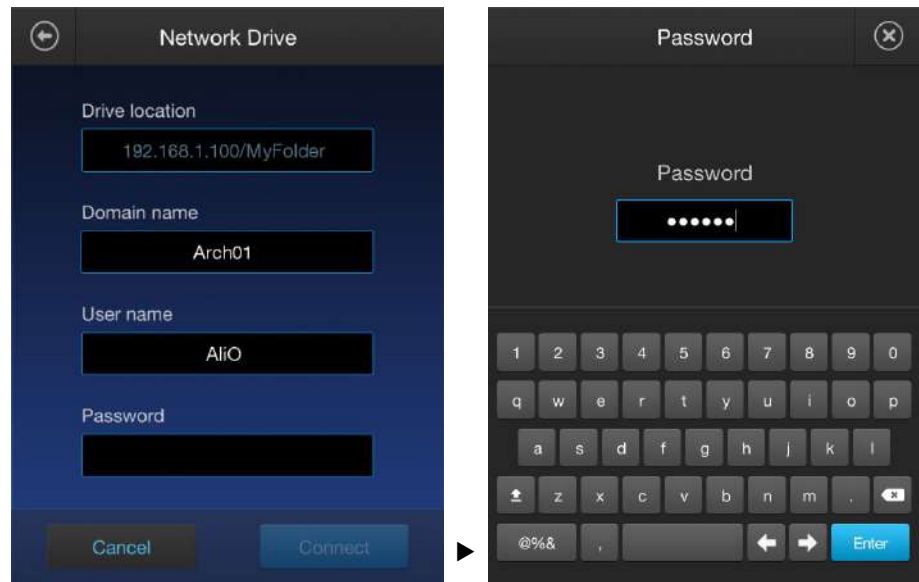 Network Drive
Drive location
192.168.1.100/MyFolder
Domain name
Arch01
User name
AliO
Password
Cancel
Connect
Password
Password
••••••
1 2 3 4 5 6 7 8 9 0
q w e r t y u i o p
a s d f g h j k l
z x c v b n m .
@%& , Enter